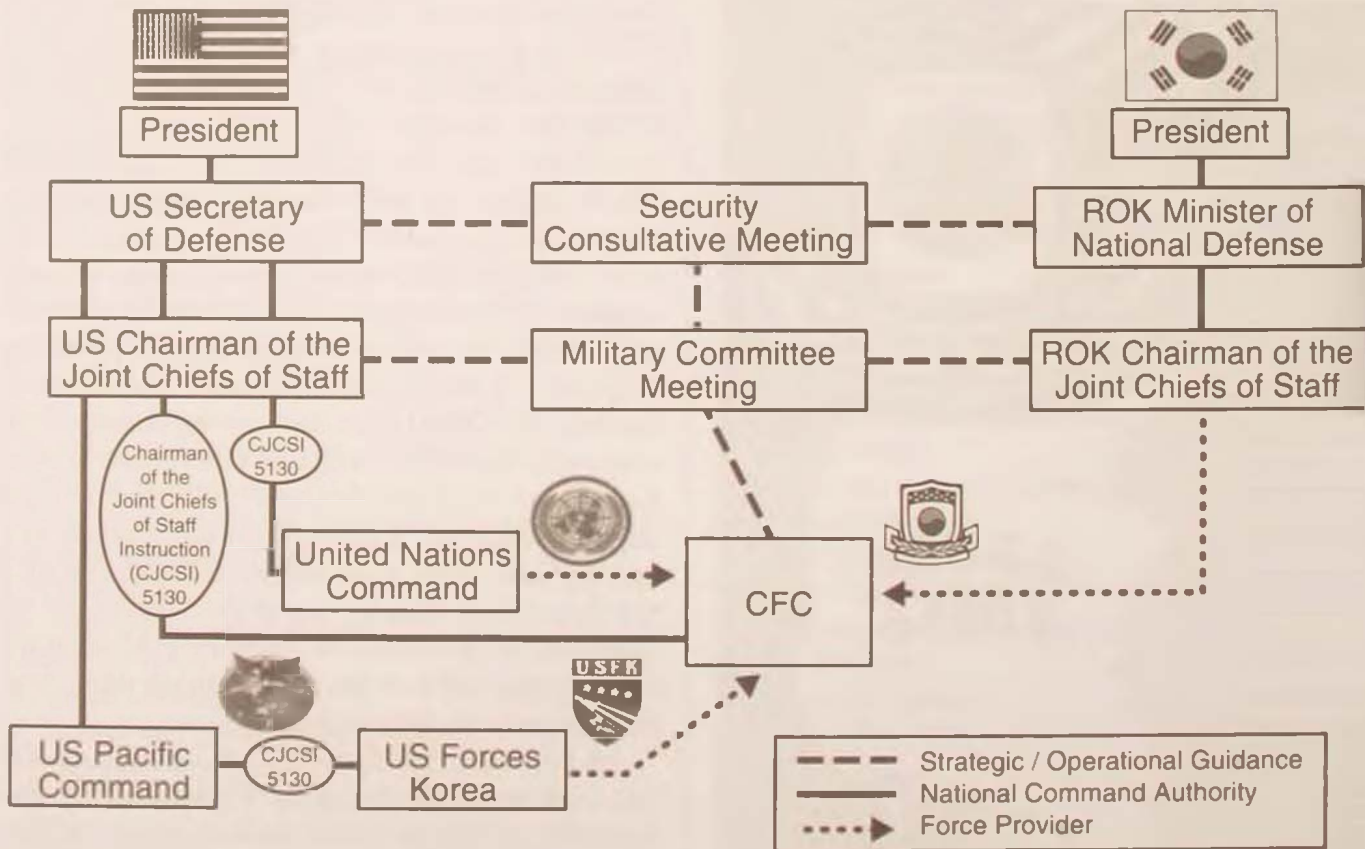 President
President
US Secretary
of Defense
Security
Consultative Meeting
ROK Minister of
National Defense
US Chairman of the
Joint Chiefs of Staff
Military Committee
Meeting
ROK Chairman of the
Joint Chiefs of Staff
Chairman
of the
Joint Chiefs
of Staff
Instruction
(CJCSI)
5130
CJCSI
5130
United Nations
Command
CFC
USFK
US Pacific
Command
CJCSI
5130
US Forces
Korea
Strategic / Operational Guidance
National Command Authority
Force Provider